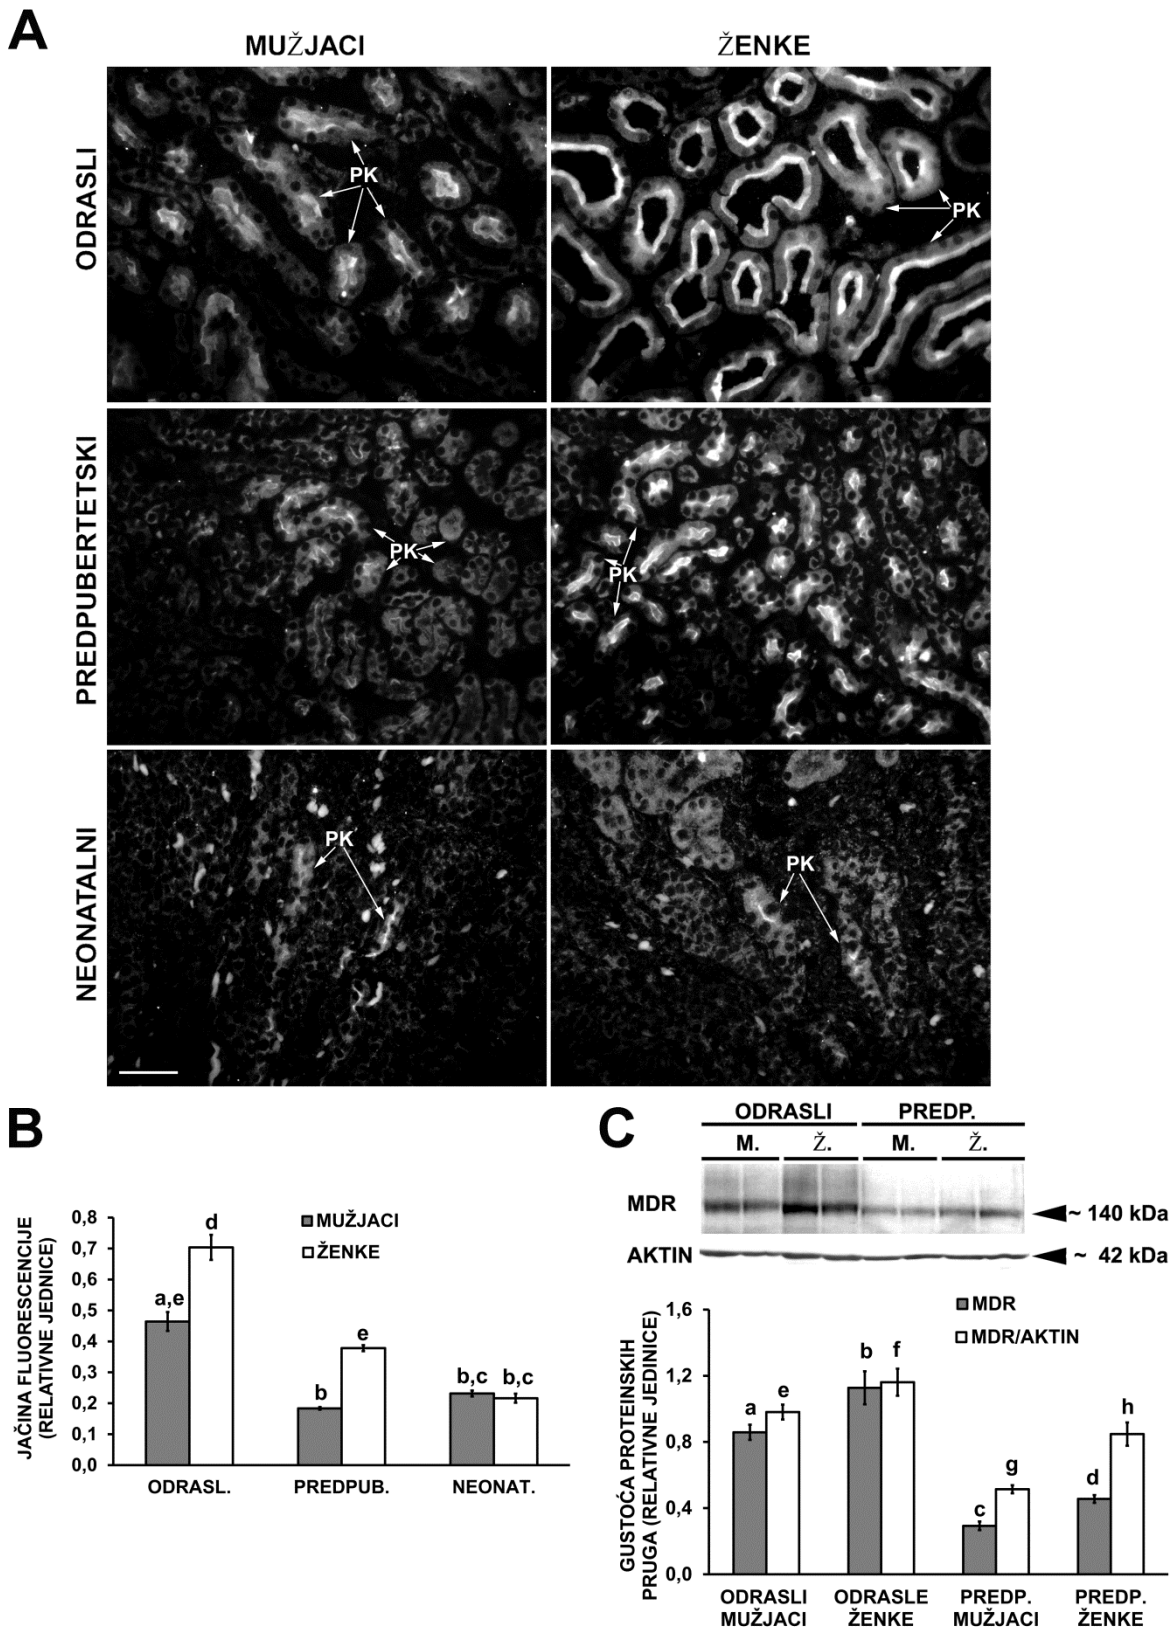 A
MUŽJACI
ŽENKE
ODRASLI
PK
PK
PREDPUBERTETSKI
PK
PK
NEONATALNI
PK
PK
B
JAČINA FLUORESCENCIJE
(RELATIVNE JEDNICE)
0,8
0,7
0,6
0,5
0,4
0,3
0,2
0,1
0,0
MUŽJACI
ŽENKE
a,e
d
b
e
b,c
b,c
ODRASL.
PREDPUB.
NEONAT.
C
ODRASLI
PREDP.
M.
Ž.
M.
Ž.
MDR
~ 140 kDa
AKTIN
~ 42 kDa
GUSTOĆA PROTEINSKIH
PRUGA (RELATIVNE JEDINICE)
1,6
1,2
0,8
0,4
0,0
MDR
MDR/AKTIN
a
e
b
f
c
g
d
h
ODRASLI
MUŽJACI
ODRASLE
ŽENKE
PREDP.
MUŽJACI
PREDP.
ŽENKE